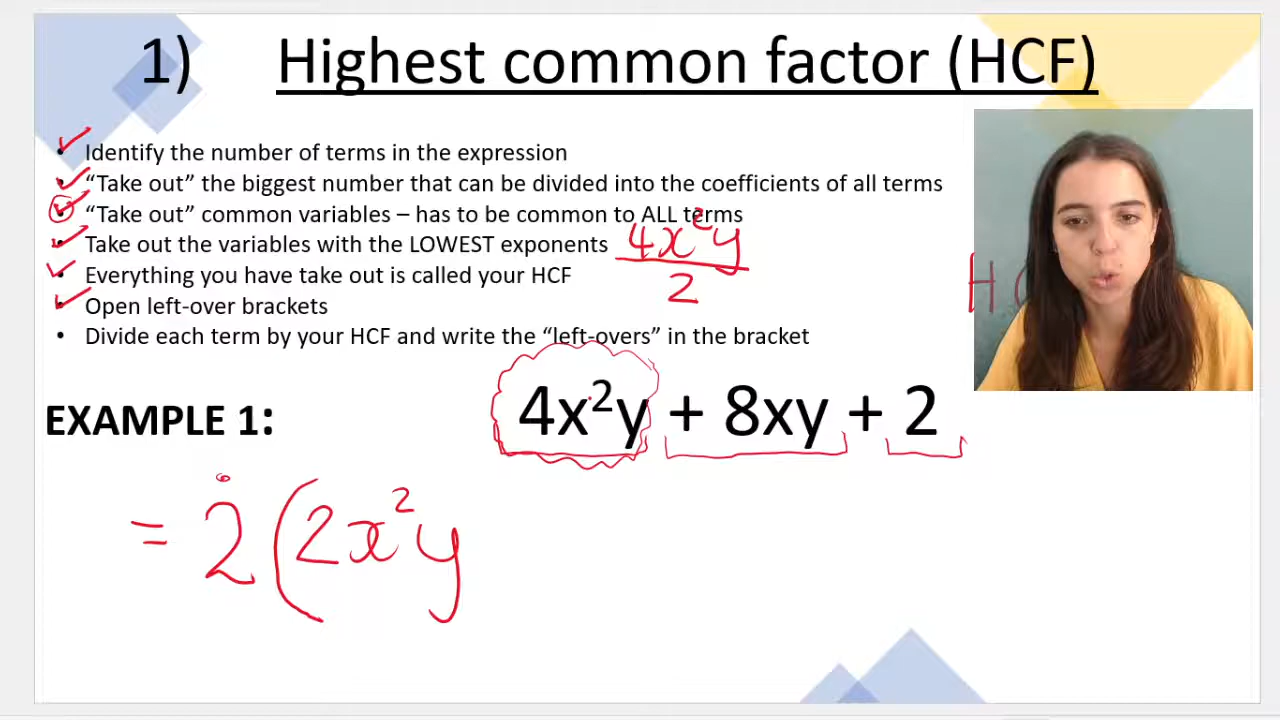 1) Highest common factor (HCF)
• Identify the number of terms in the expression
• “Take out” the biggest number that can be divided into the coefficients of all terms
• “Take out” common variables – has to be common to ALL terms
• Take out the variables with the LOWEST exponents
• Everything you have take out is called your HCF
• Open left-over brackets
• Divide each term by your HCF and write the “left-overs” in the bracket
4x²y
2
H
EXAMPLE 1:
4x²y + 8xy + 2
= 2 (2x²y